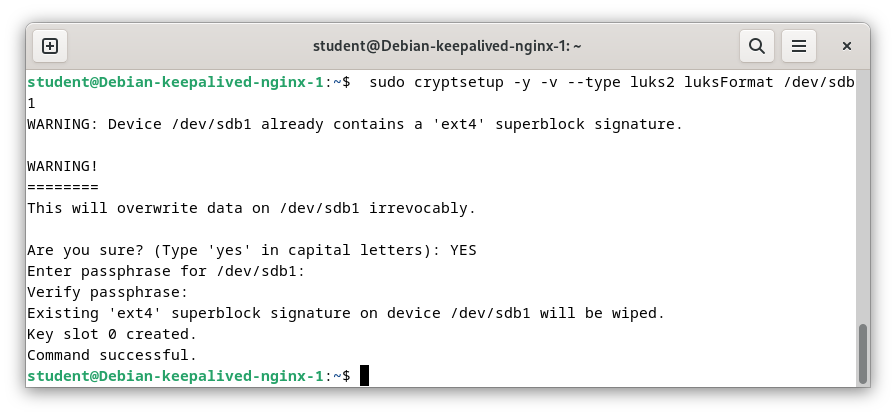 student@Debian-keepalived-nginx-1: ~
student@Debian-keepalived-nginx-1:~$  sudo cryptsetup -y -v --type luks2 luksFormat /dev/sdb
1
WARNING: Device /dev/sdb1 already contains a 'ext4' superblock signature.

WARNING!
========
This will overwrite data on /dev/sdb1 irrevocably.

Are you sure? (Type 'yes' in capital letters): YES
Enter passphrase for /dev/sdb1:
Verify passphrase:
Existing 'ext4' superblock signature on device /dev/sdb1 will be wiped.
Key slot 0 created.
Command successful.
student@Debian-keepalived-nginx-1:~$